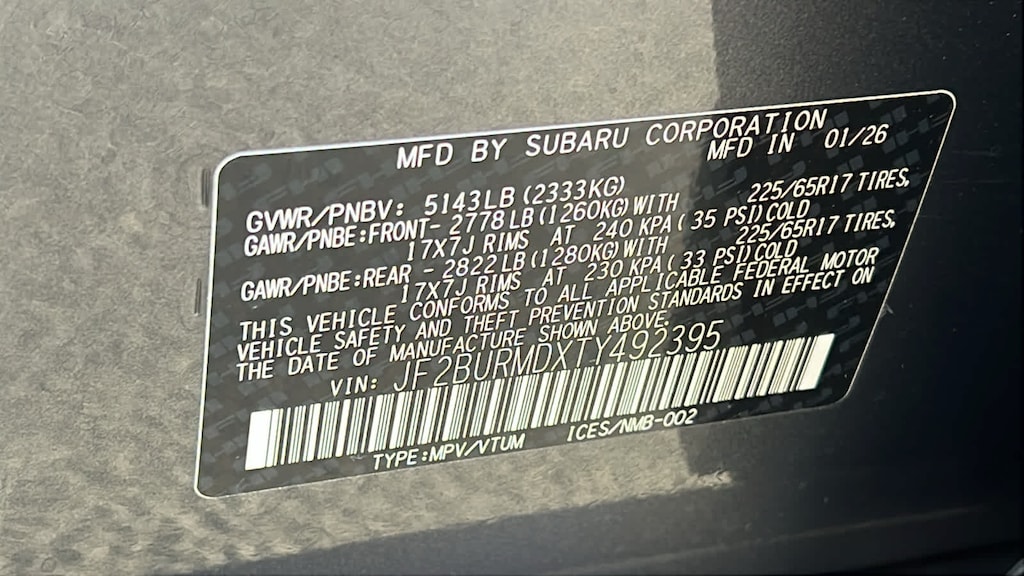 MFD BY SUBARU CORPORATION
MFD IN 01/26
GVWR/PNBV: 5143LB (2333KG)
GAWR/PNBE:FRONT- 2778LB(1260KG)WITH 225/65R17 TIRES,
17X7J RIMS AT 240 KPA( 35 PSI)COLD
GAWR/PNBE:REAR - 2822LB(1280KG)WITH 225/65R17 TIRES,
17X7J RIMS AT 230 KPA( 33 PSI)COLD
THIS VEHICLE CONFORMS TO ALL APPLICABLE FEDERAL MOTOR
VEHICLE SAFETY AND THEFT PREVENTION STANDARDS IN EFFECT ON
THE DATE OF MANUFACTURE SHOWN ABOVE.
VIN: JF2BURMDXTY492395
TYPE:MPV/VTUM ICES/NMB-002